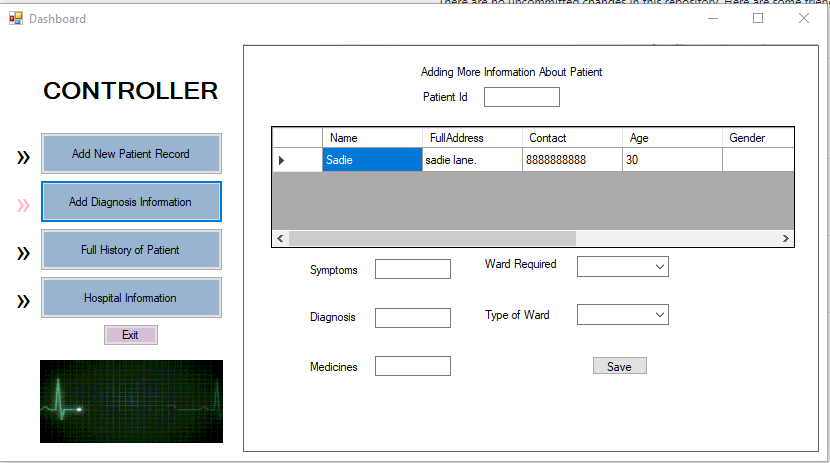 There are no uncommitted changes in this repository. Here are some frien
Dashboard
CONTROLLER
Add New Patient Record
Add Diagnosis Information
Full History of Patient
Hospital Information
Exit
Adding More Information About Patient
Patient Id
Name FullAddress Contact Age Gender
Sadie sadie lane. 8888888888 30
Symptoms
Ward Required
Diagnosis
Type of Ward
Medicines
Save